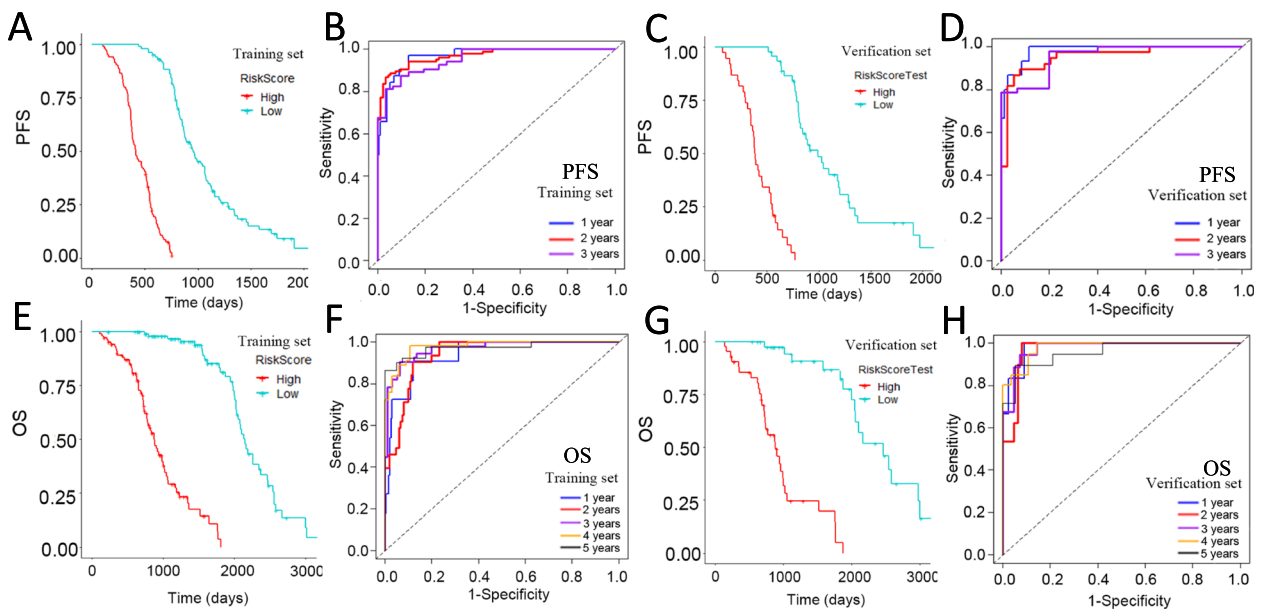 A
1.00
0.75
0.50
0.25
0.00
PFS
Training set
RiskScore
High
Low
0
500
1000
1500
200
Time (days)
B
1.0
0.8
0.6
0.4
0.2
0.0
Sensitivity
PFS
Training set
1 year
2 years
3 years
0.0
0.2
0.4
0.6
0.8
1.0
1-Specificity
C
1.00
0.75
0.50
0.25
0.00
PFS
Verification set
RiskScoreTest
High
Low
0
500
1000
1500
2000
Time (days)
D
1.0
0.8
0.6
0.4
0.2
0.0
Sensitivity
PFS
Verification set
1 year
2 years
3 years
0.0
0.2
0.4
0.6
0.8
1.0
1-Specificity
E
1.00
0.75
0.50
0.25
0.00
OS
Training set
RiskScore
High
Low
0
1000
2000
3000
Time (days)
F
1.0
0.8
0.6
0.4
0.2
0.0
Sensitivity
OS
Training set
1 year
2 years
3 years
4 years
5 years
0.0
0.2
0.4
0.6
0.8
1.0
1-Specificity
G
1.00
0.75
0.50
0.25
0.00
OS
Verification set
RiskScoreTest
High
Low
0
1000
2000
3000
Time (days)
H
1.0
0.8
0.6
0.4
0.2
0.0
Sensitivity
OS
Verification set
1 year
2 years
3 years
4 years
5 years
0.0
0.2
0.4
0.6
0.8
1.0
1-Specificity